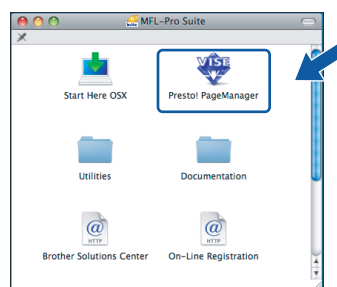 MFL-Pro Suite
VISE
Start Here OSX
Presto! PageManager
Utilities
Documentation
@
HTTP
@
HTTP
Brother Solutions Center
On-Line Registration